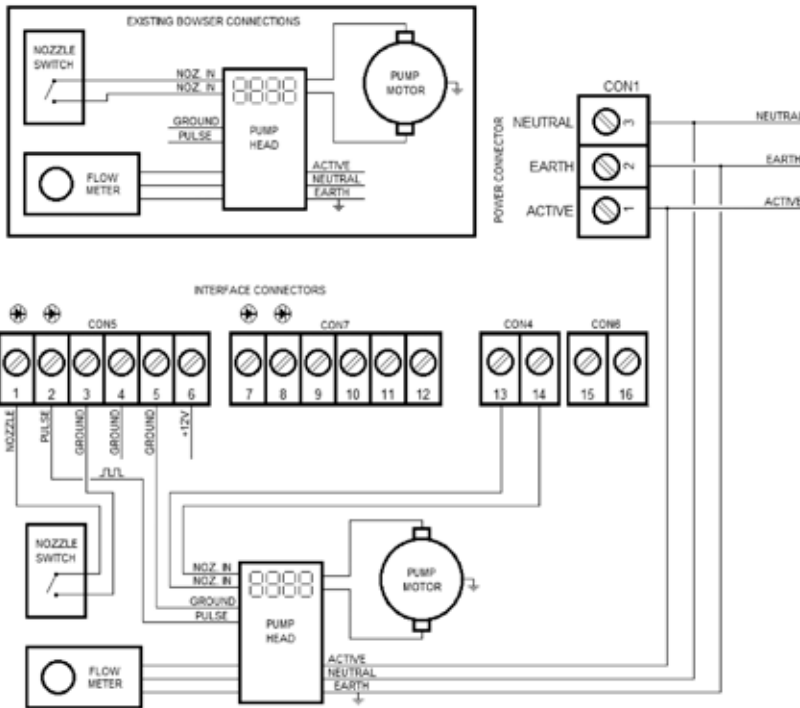 EXISTING BOWSER CONNECTIONS
NOZZLE
SWITCH
NOZ. IN
NOZ. IN
GROUND
PULSE
PUMP
HEAD
PUMP
MOTOR
FLOW
METER
ACTIVE
NEUTRAL
EARTH
CON1
POWER CONNECTOR
NEUTRAL
3
NEUTRAL
EARTH
2
EARTH
ACTIVE
1
ACTIVE
INTERFACE CONNECTORS
CON5
CON7
CON4
CON6
1 2 3 4 5 6
7 8 9 10 11 12
13 14
15 16
NOZZLE
PULSE
GROUND
GROUND
GROUND
+12V
NOZZLE
SWITCH
NOZ. IN
NOZ. IN
GROUND
PULSE
PUMP
HEAD
PUMP
MOTOR
FLOW
METER
ACTIVE
NEUTRAL
EARTH